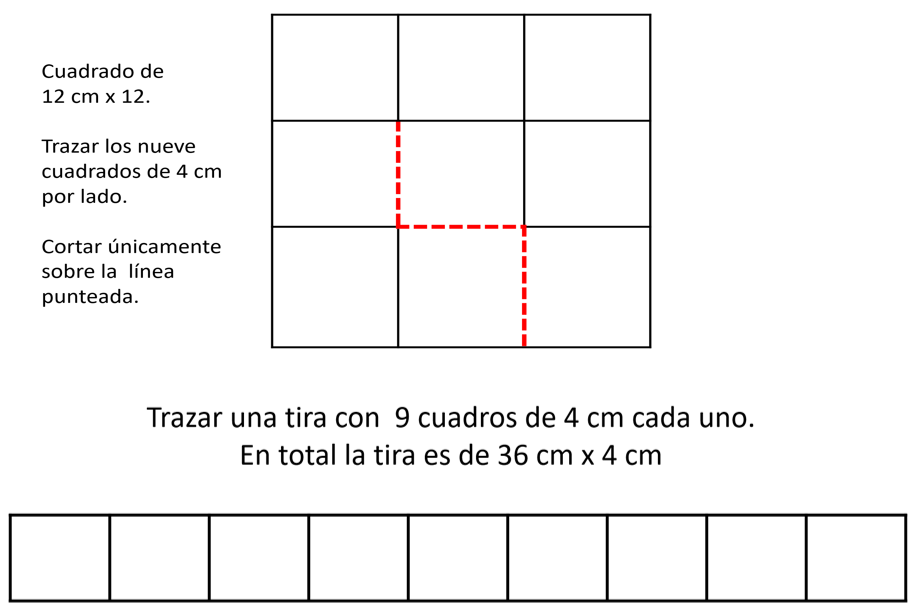 Cuadrado de
12 cm x 12.
Trazar los nueve
cuadrados de 4 cm
por lado.
Cortar únicamente
sobre la  línea
punteada.
Trazar una tira con  9 cuadros de 4 cm cada uno.
En total la tira es de 36 cm x 4 cm